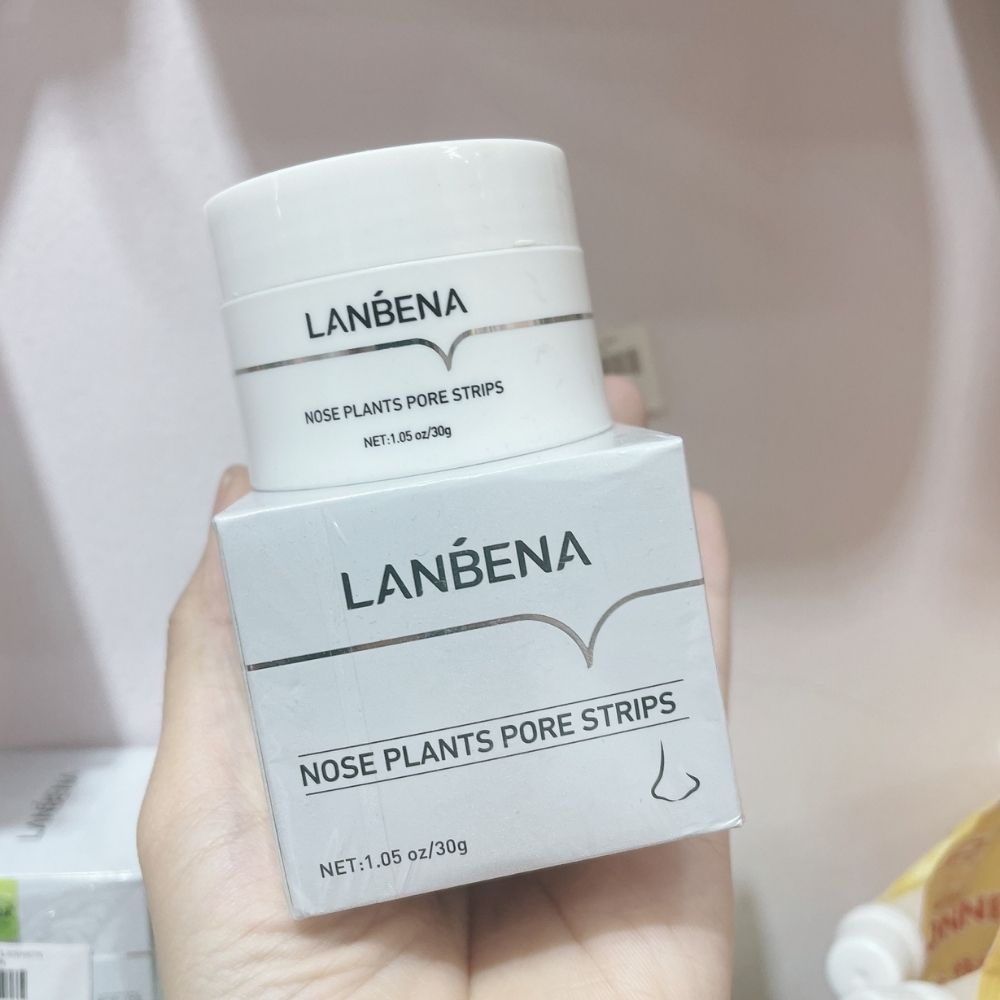 LANBENA
NOSE PLANTS PORE STRIPS
NET:1.05 oz/30g
LANBENA
NOSE PLANTS PORE STRIPS
NET:1.05 oz/30g
LANBENA